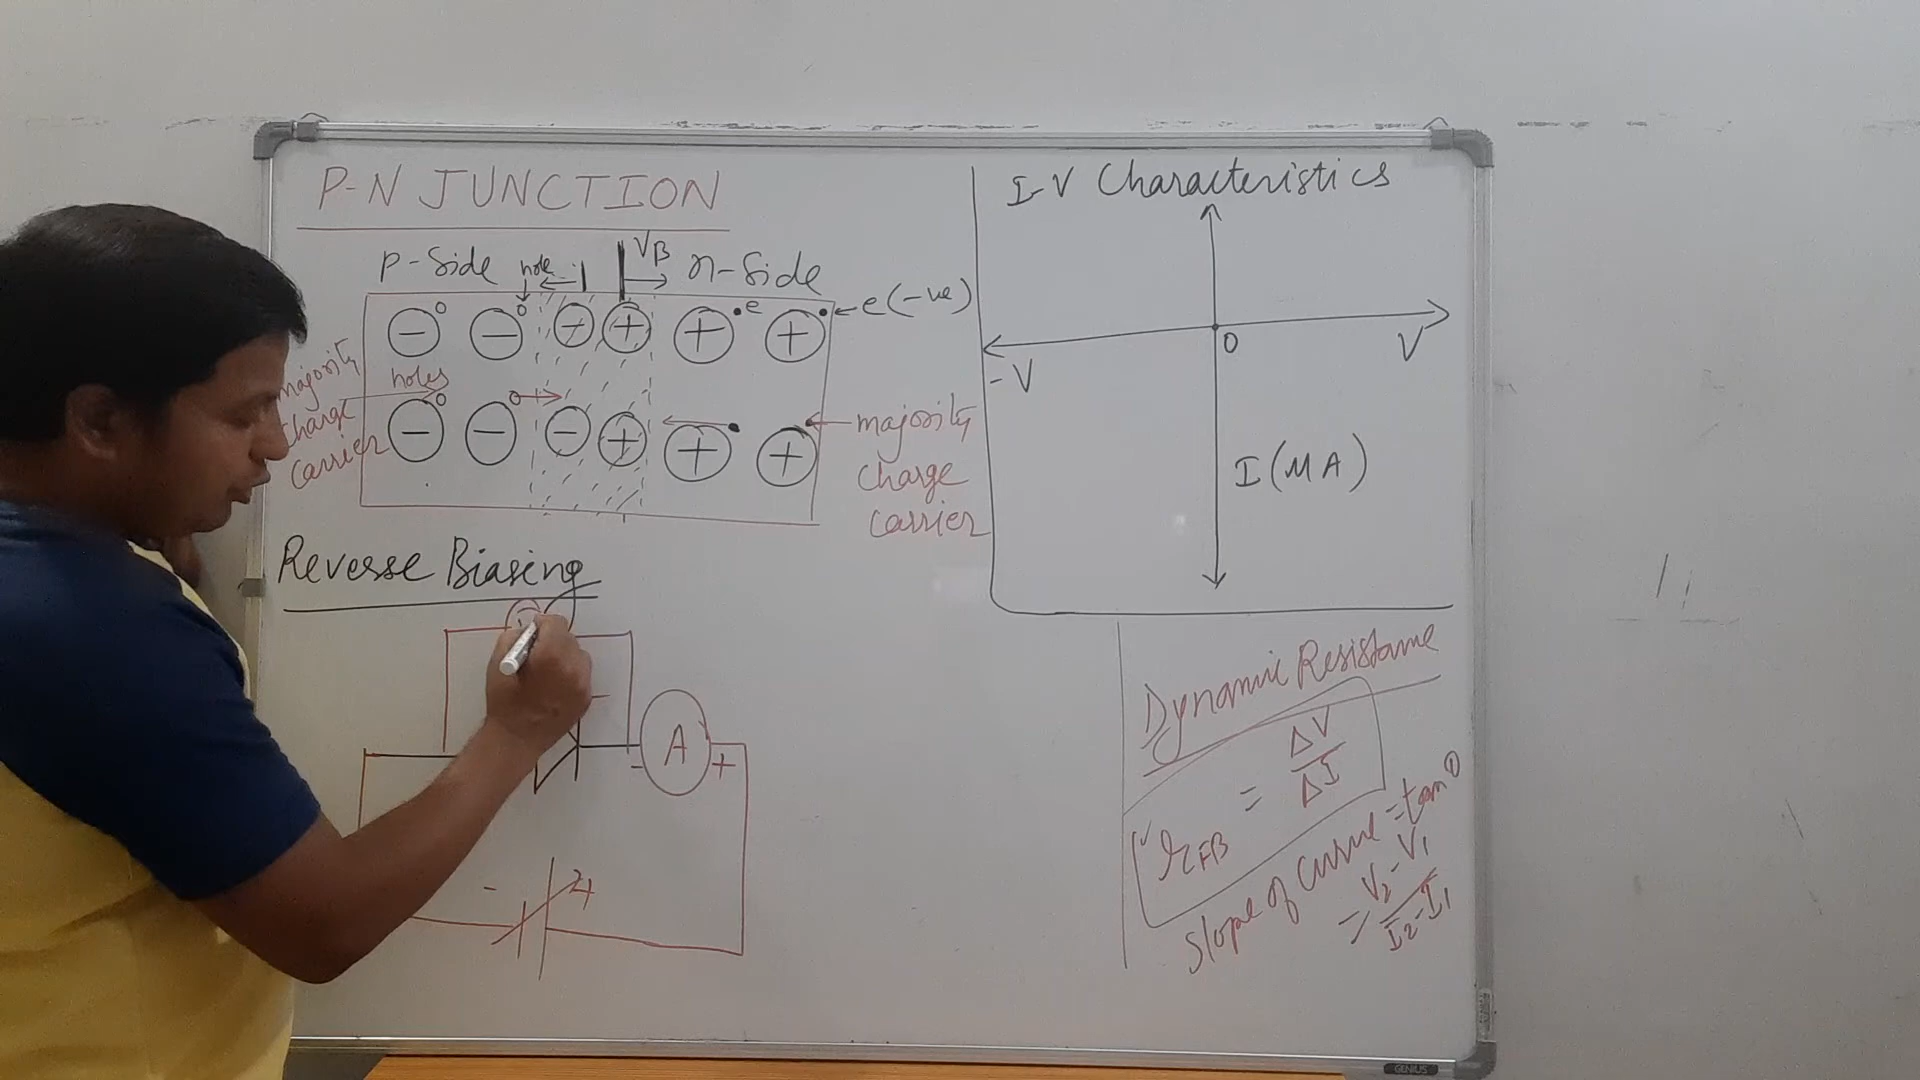 P-N JUNCTION
P-Side hole VB n-Side
e (-ve)
e
holes
majority
charge
carrier
majority
charge
carrier
Reverse Biasing
A
- +
-
I-V Characteristics
0
V
-V
I (MA)
Dynamic Resistance
rFB = ΔV/ΔI
Slope of curve = tan θ
= V2-V1/I2-I1
GENIUS